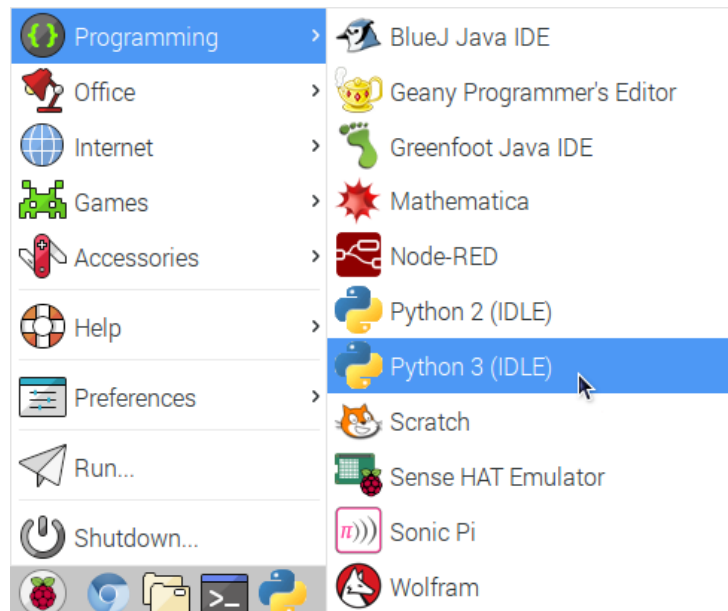 Programming
Office
Internet
Games
Accessories
Help
Preferences
Run...
Shutdown...
BlueJ Java IDE
Geany Programmer's Editor
Greenfoot Java IDE
Mathematica
Node-RED
Python 2 (IDLE)
Python 3 (IDLE)
Scratch
Sense HAT Emulator
Sonic Pi
Wolfram